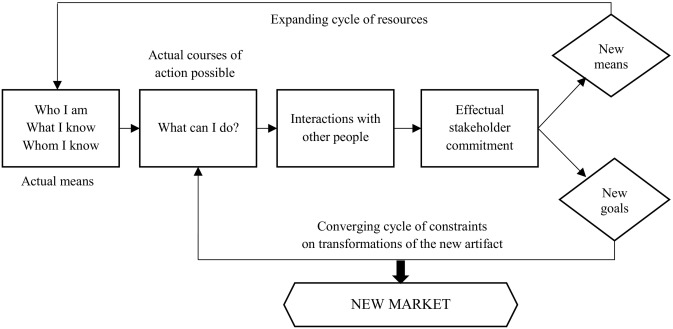 Expanding cycle of resources
Actual courses of
action possible
New
means
Who I am
What I know
Whom I know
What can I do?
Interactions with
other people
Effectual
stakeholder
commitment
Actual means
New
goals
Converging cycle of constraints
on transformations of the new artifact
NEW MARKET